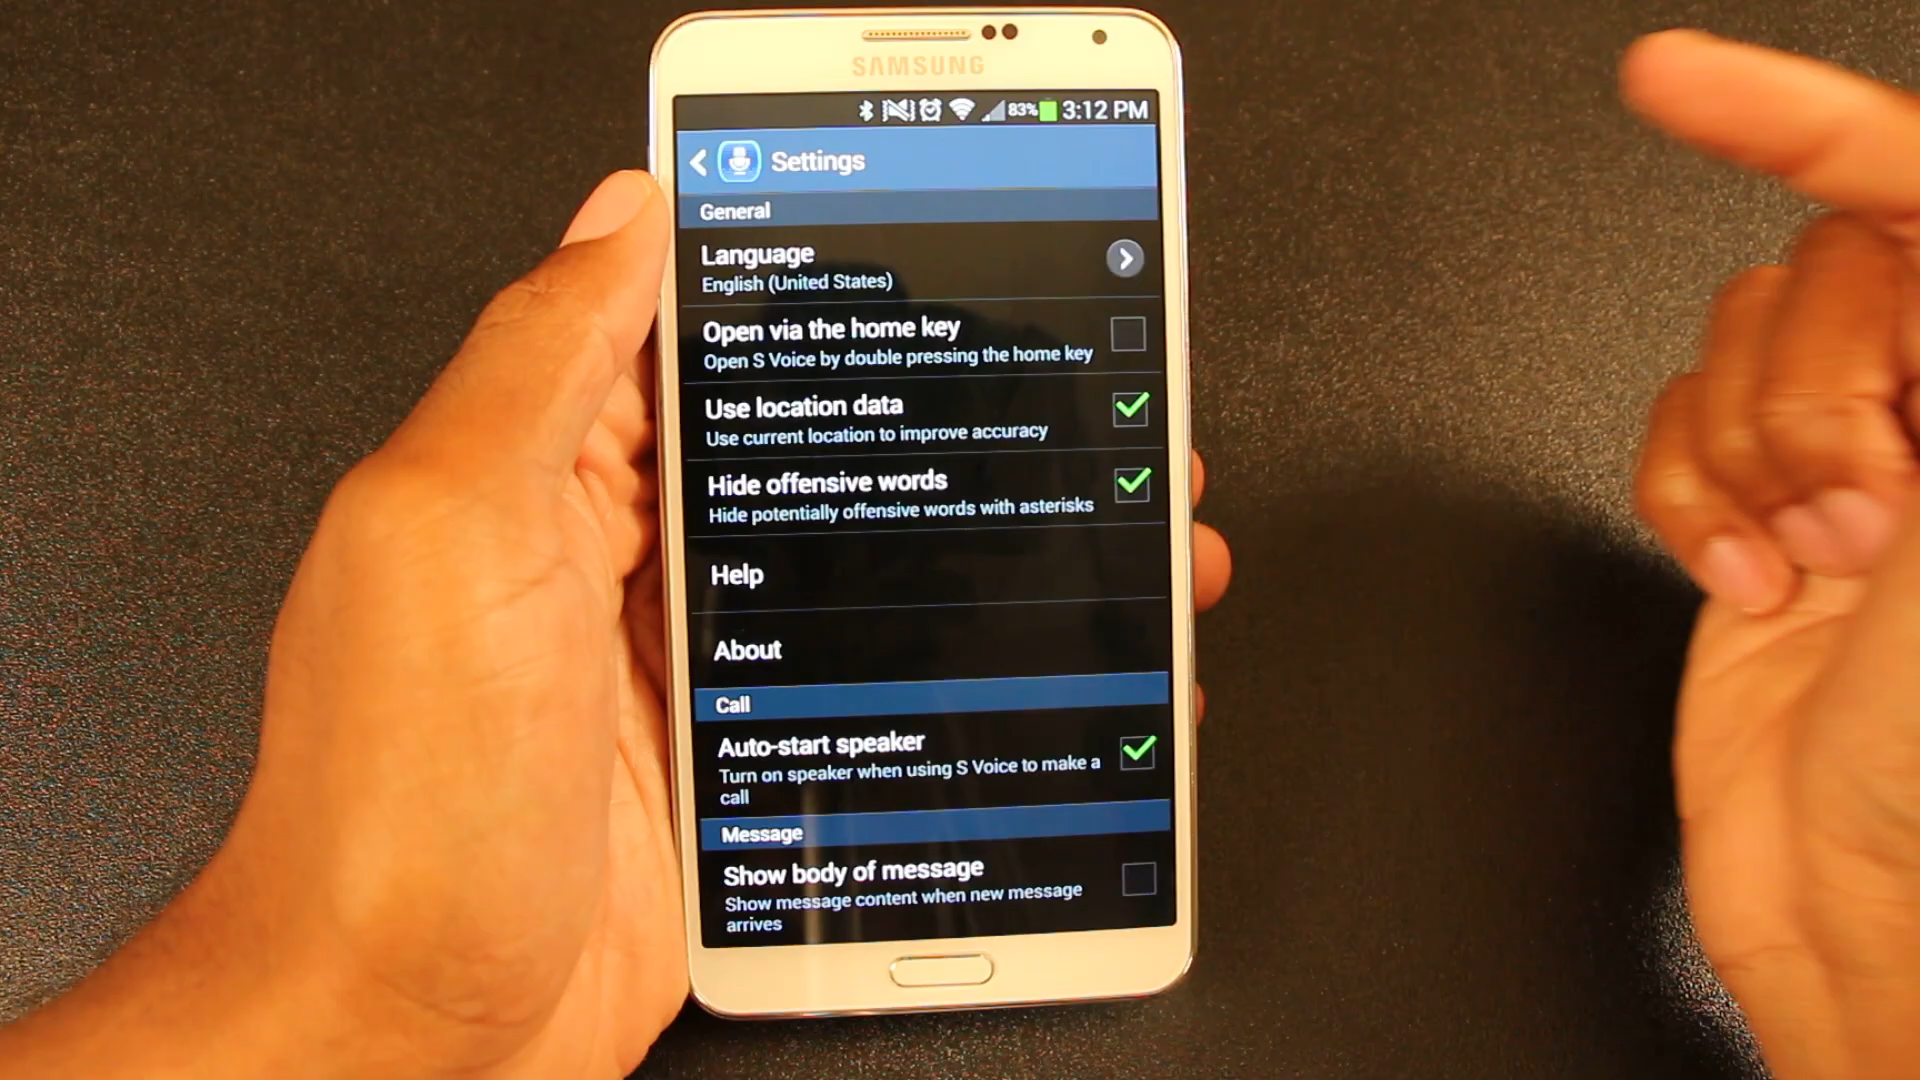 SAMSUNG
83% 3:12 PM
Settings
General
Language
English (United States)
Open via the home key
Open S Voice by double pressing the home key
Use location data
Use current location to improve accuracy
Hide offensive words
Hide potentially offensive words with asterisks
Help
About
Call
Auto-start speaker
Turn on speaker when using S Voice to make a
call
Message
Show body of message
Show message content when new message
arrives